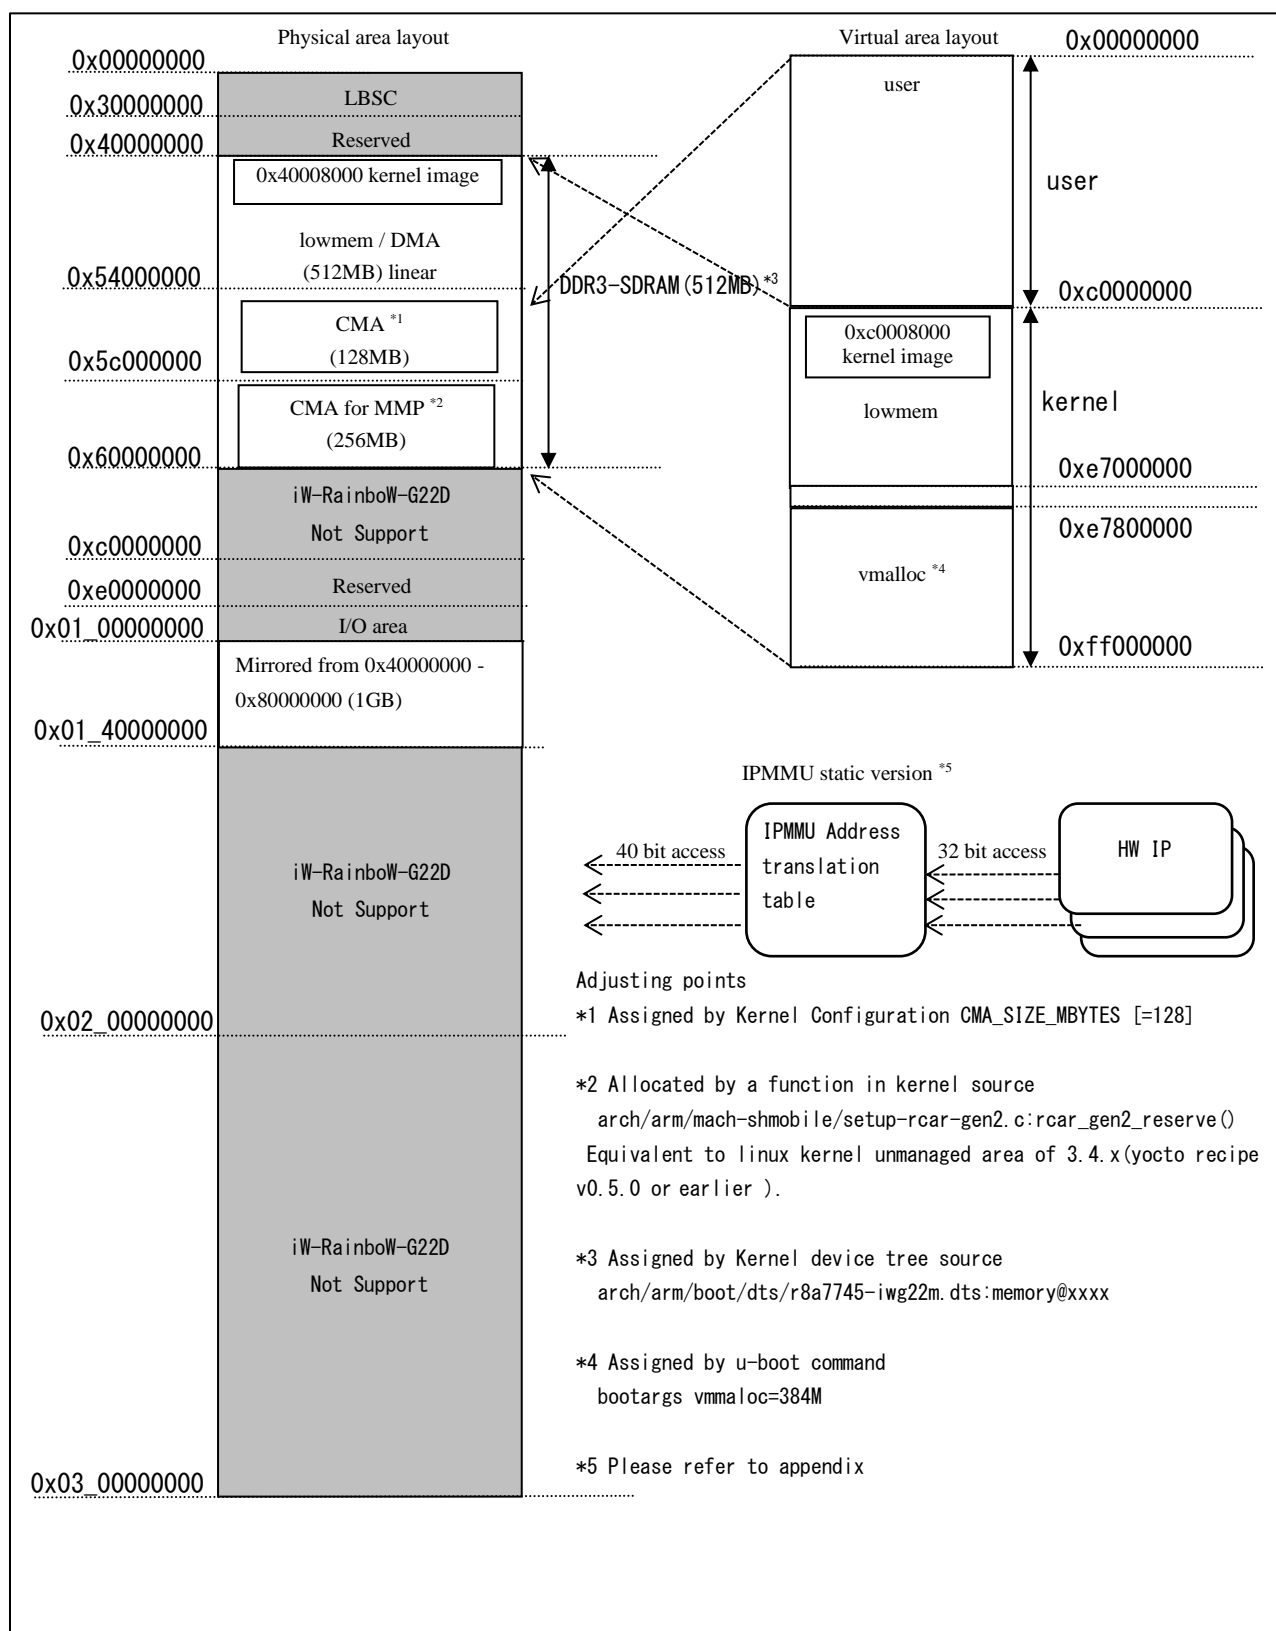 Physical area layout
0x00000000
LBSC
0x30000000
Reserved
0x40000000
0x40008000 kernel image
lowmem / DMA
(512MB) linear
0x54000000
DDR3-SDRAM(512MB)*3
CMA *1
(128MB)
0x5c000000
CMA for MMP *2
(256MB)
0x60000000
iW-RainboW-G22D
Not Support
0xc0000000
Reserved
0xe0000000
I/O area
0x01_00000000
Mirrored from 0x40000000 -
0x80000000 (1GB)
0x01_40000000
iW-RainboW-G22D
Not Support
0x02_00000000
iW-RainboW-G22D
Not Support
0x03_00000000
Virtual area layout
0x00000000
user
user
0xc0000000
0xc0008000
kernel image
kernel
lowmem
0xe7000000
0xe7800000
vmalloc *4
0xff000000
IPMMU static version *5
40 bit access
IPMMU Address
translation
table
32 bit access
HW IP
Adjusting points
*1 Assigned by Kernel Configuration CMA_SIZE_MBYTES [=128]
*2 Allocated by a function in kernel source
arch/arm/mach-shmobile/setup-rcar-gen2.c:rcar_gen2_reserve()
Equivalent to linux kernel unmanaged area of 3.4.x(yocto recipe
v0.5.0 or earlier ).
*3 Assigned by Kernel device tree source
arch/arm/boot/dts/r8a7745-iwg22m.dts:memory@xxxx
*4 Assigned by u-boot command
bootargs vmmaloc=384M
*5 Please refer to appendix